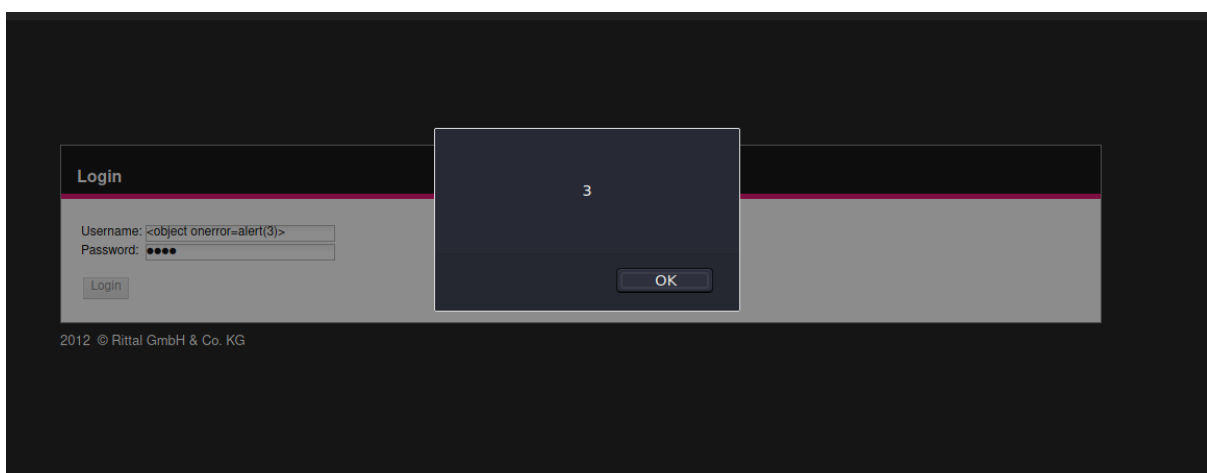 Login
3
Username: <object onerror=alert(3)>
Password: ●●●●
OK
Login
2012 © Rittal GmbH & Co. KG